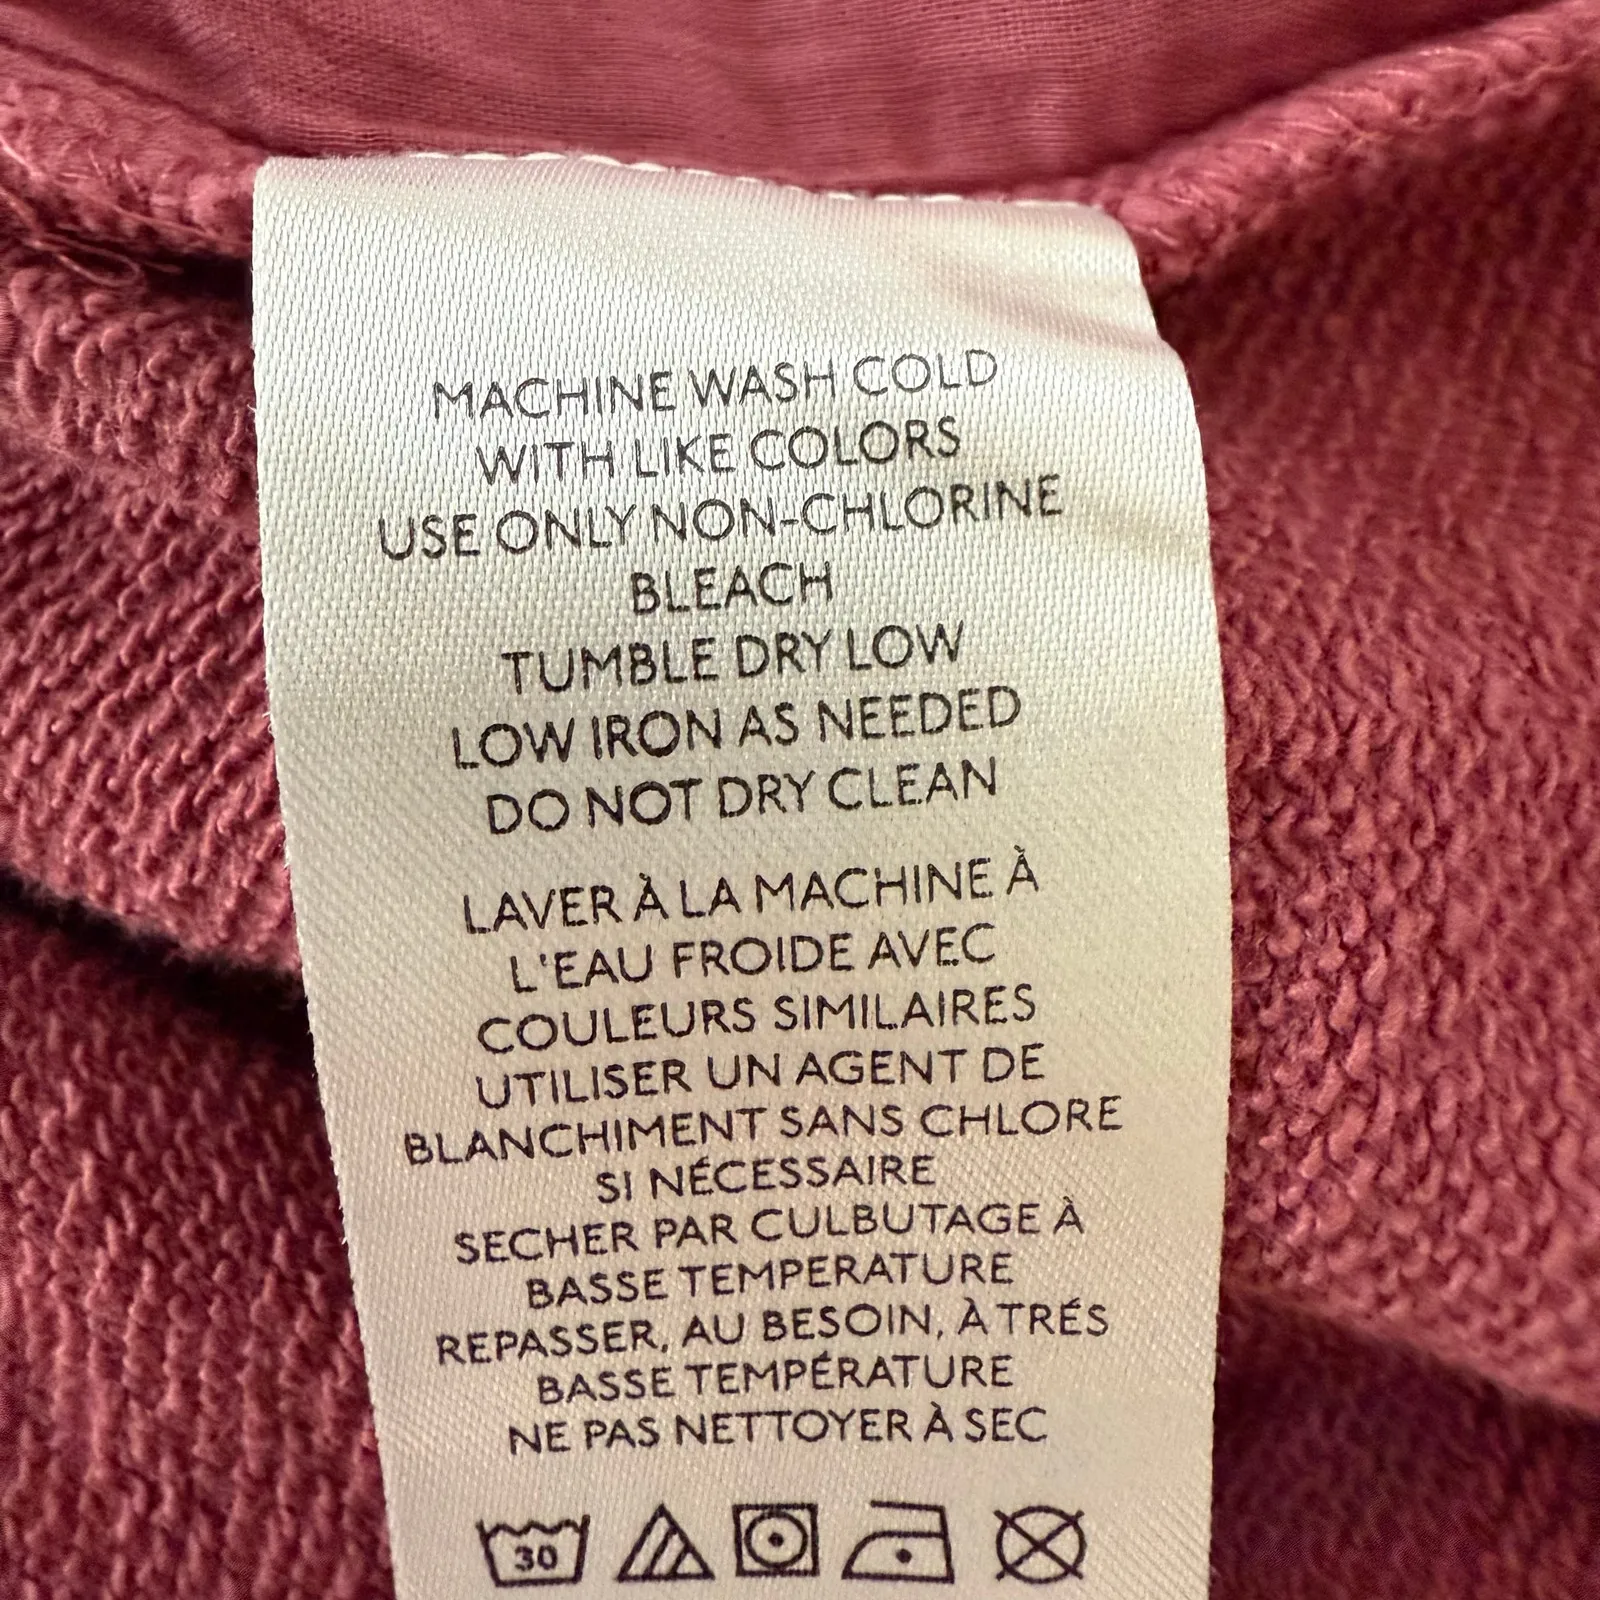 MACHINE WASH COLD
WITH LIKE COLORS
USE ONLY NON-CHLORINE
BLEACH
TUMBLE DRY LOW
LOW IRON AS NEEDED
DO NOT DRY CLEAN
LAVER À LA MACHINE À
L'EAU FROIDE AVEC
COULEURS SIMILAIRES
UTILISER UN AGENT DE
BLANCHIMENT SANS CHLORE
SI NÉCESSAIRE
SECHER PAR CULBUTAGE À
BASSE TEMPERATURE
REPASSER, AU BESOIN, À TRÉS
BASSE TEMPÉRATURE
NE PAS NETTOYER À SEC
30